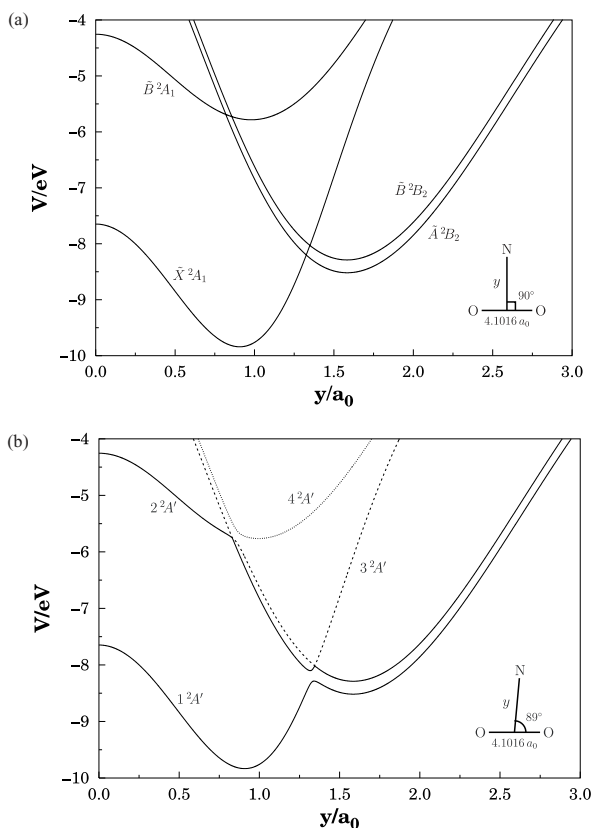 (a)
−4
−5
−6
−7
−8
−9
−10
V/eV
B̃ ²A₁
X̃ ²A₁
B̃ ²B₂
Ã ²B₂
N
y
90°
O O
4.1016 a₀
0.0 0.5 1.0 1.5 2.0 2.5 3.0
y/a₀
(b)
−4
−5
−6
−7
−8
−9
−10
V/eV
2 ²A′
4 ²A′
3 ²A′
1 ²A′
N
y
89°
O O
4.1016 a₀
0.0 0.5 1.0 1.5 2.0 2.5 3.0
y/a₀